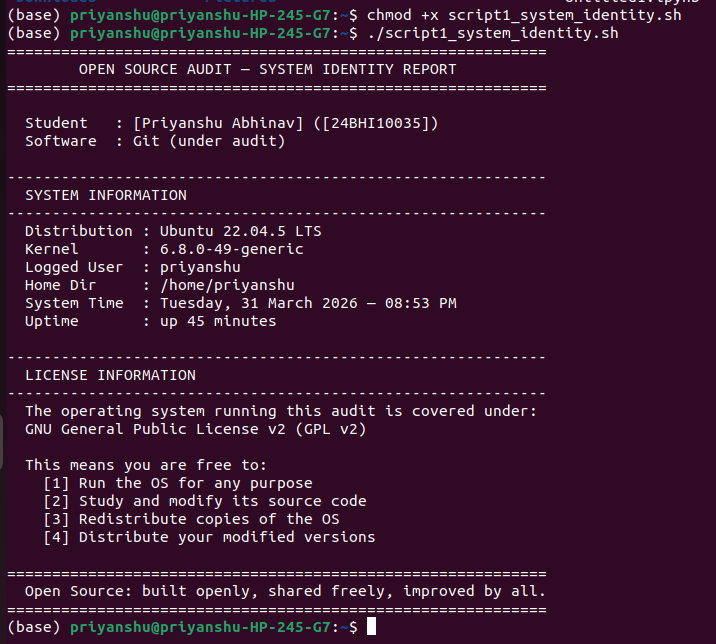 (base) priyanshu@priyanshu-HP-245-G7:~$ chmod +x script1_system_identity.sh
(base) priyanshu@priyanshu-HP-245-G7:~$ ./script1_system_identity.sh
============================================================
        OPEN SOURCE AUDIT — SYSTEM IDENTITY REPORT
============================================================
  Student   : [Priyanshu Abhinav] ([24BHI10035])
  Software  : Git (under audit)
------------------------------------------------------------
  SYSTEM INFORMATION
------------------------------------------------------------
  Distribution : Ubuntu 22.04.5 LTS
  Kernel       : 6.8.0-49-generic
  Logged User  : priyanshu
  Home Dir     : /home/priyanshu
  System Time  : Tuesday, 31 March 2026 — 08:53 PM
  Uptime       : up 45 minutes
------------------------------------------------------------
  LICENSE INFORMATION
------------------------------------------------------------
  The operating system running this audit is covered under:
  GNU General Public License v2 (GPL v2)
  This means you are free to:
    [1] Run the OS for any purpose
    [2] Study and modify its source code
    [3] Redistribute copies of the OS
    [4] Distribute your modified versions
============================================================
  Open Source: built openly, shared freely, improved by all.
============================================================
(base) priyanshu@priyanshu-HP-245-G7:~$